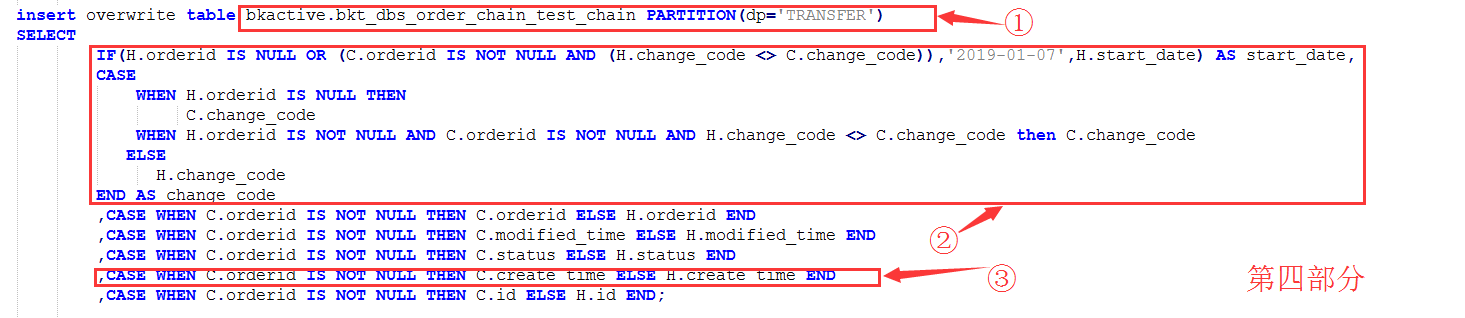 insert overwrite table bkactive.bkt_dbs_order_chain_test_chain PARTITION(dp='TRANSFER') ①
SELECT
IF(H.orderid IS NULL OR (C.orderid IS NOT NULL AND (H.change_code <> C.change_code)),'2019-01-07',H.start_date) AS start_date,
CASE
WHEN H.orderid IS NULL THEN
C.change_code
WHEN H.orderid IS NOT NULL AND C.orderid IS NOT NULL AND H.change_code <> C.change_code then C.change_code
ELSE
H.change_code
END AS change_code
,CASE WHEN C.orderid IS NOT NULL THEN C.orderid ELSE H.orderid END
,CASE WHEN C.orderid IS NOT NULL THEN C.modified_time ELSE H.modified_time END ②
,CASE WHEN C.orderid IS NOT NULL THEN C.status ELSE H.status END
,CASE WHEN C.orderid IS NOT NULL THEN C.create_time ELSE H.create_time END ③
第四部分
,CASE WHEN C.orderid IS NOT NULL THEN C.id ELSE H.id END;